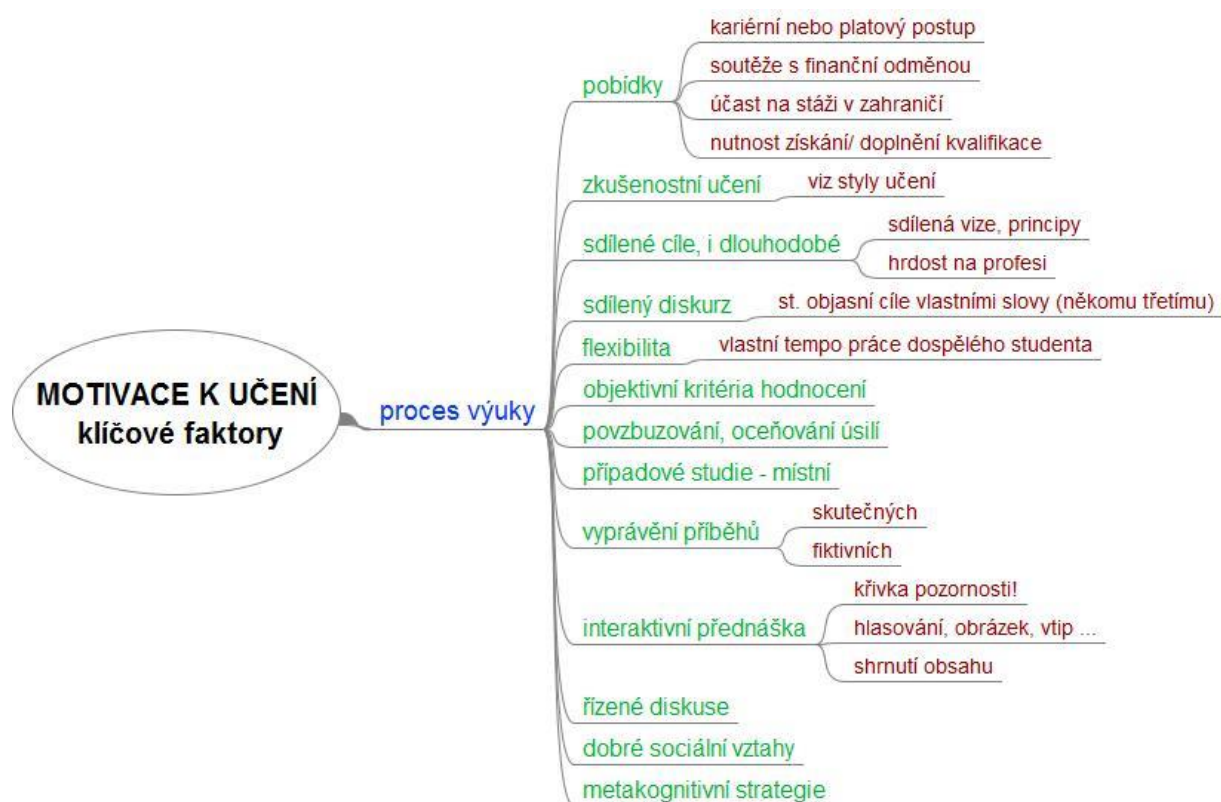 MOTIVACE K UČENÍ
klíčové faktory
proces výuky
pobídky
kariérní nebo platový postup
soutěže s finanční odměnou
účast na stáži v zahraničí
nutnost získání/ doplnění kvalifikace
zkušenostní učení
viz styly učení
sdílené cíle, i dlouhodobé
sdílená vize, principy
hrdost na profesi
sdílený diskurz
st. objasní cíle vlastními slovy (někomu třetímu)
flexibilita
vlastní tempo práce dospělého studenta
objektivní kritéria hodnocení
povzbuzování, oceňování úsilí
případové studie - místní
vyprávění příběhů
skutečných
fiktivních
interaktivní přednáška
křivka pozornosti!
hlasování, obrázek, vtip ...
shrnutí obsahu
řízené diskuse
dobré sociální vztahy
metakognitivní strategie